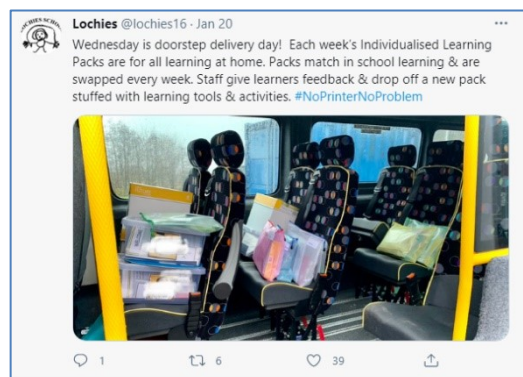 LOCHIES SCHOOL
Lochies @lochies16 · Jan 20
Wednesday is doorstep delivery day! Each week's Individualised Learning
Packs are for all learning at home. Packs match in school learning & are
swapped every week. Staff give learners feedback & drop off a new pack
stuffed with learning tools & activities. #NoPrinterNoProblem
1 6 39